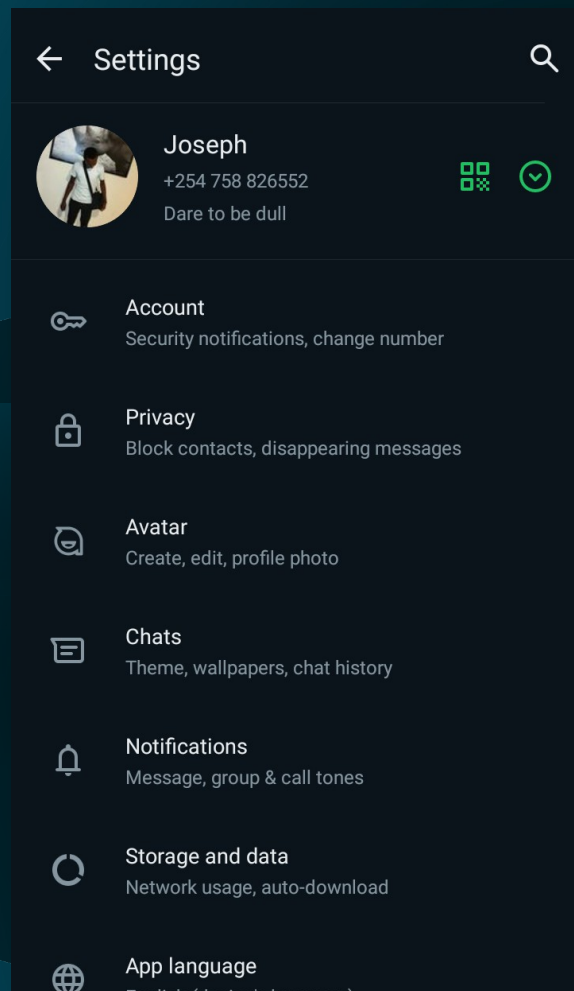 Settings
Joseph
+254 758 826552
Dare to be dull
Account
Security notifications, change number
Privacy
Block contacts, disappearing messages
Avatar
Create, edit, profile photo
Chats
Theme, wallpapers, chat history
Notifications
Message, group & call tones
Storage and data
Network usage, auto-download
App language